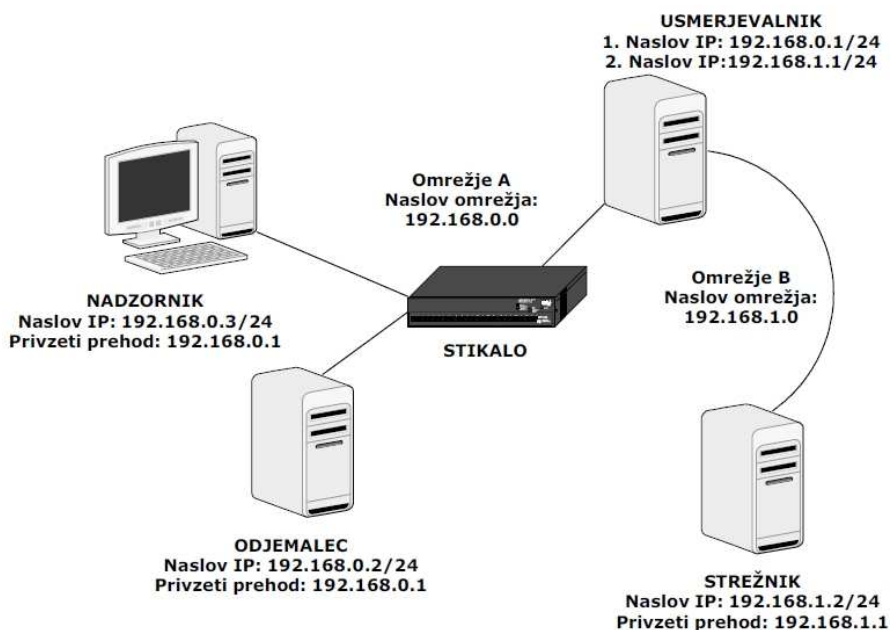 USMERJEVALNIK
1. Naslov IP: 192.168.0.1/24
2. Naslov IP:192.168.1.1/24
Omrežje A
Naslov omrežja:
192.168.0.0
Omrežje B
Naslov omrežja:
192.168.1.0
NADZORNIK
Naslov IP: 192.168.0.3/24
Privzeti prehod: 192.168.0.1
STIKALO
ODJEMALEC
Naslov IP: 192.168.0.2/24
Privzeti prehod: 192.168.0.1
STREŽNIK
Naslov IP: 192.168.1.2/24
Privzeti prehod: 192.168.1.1